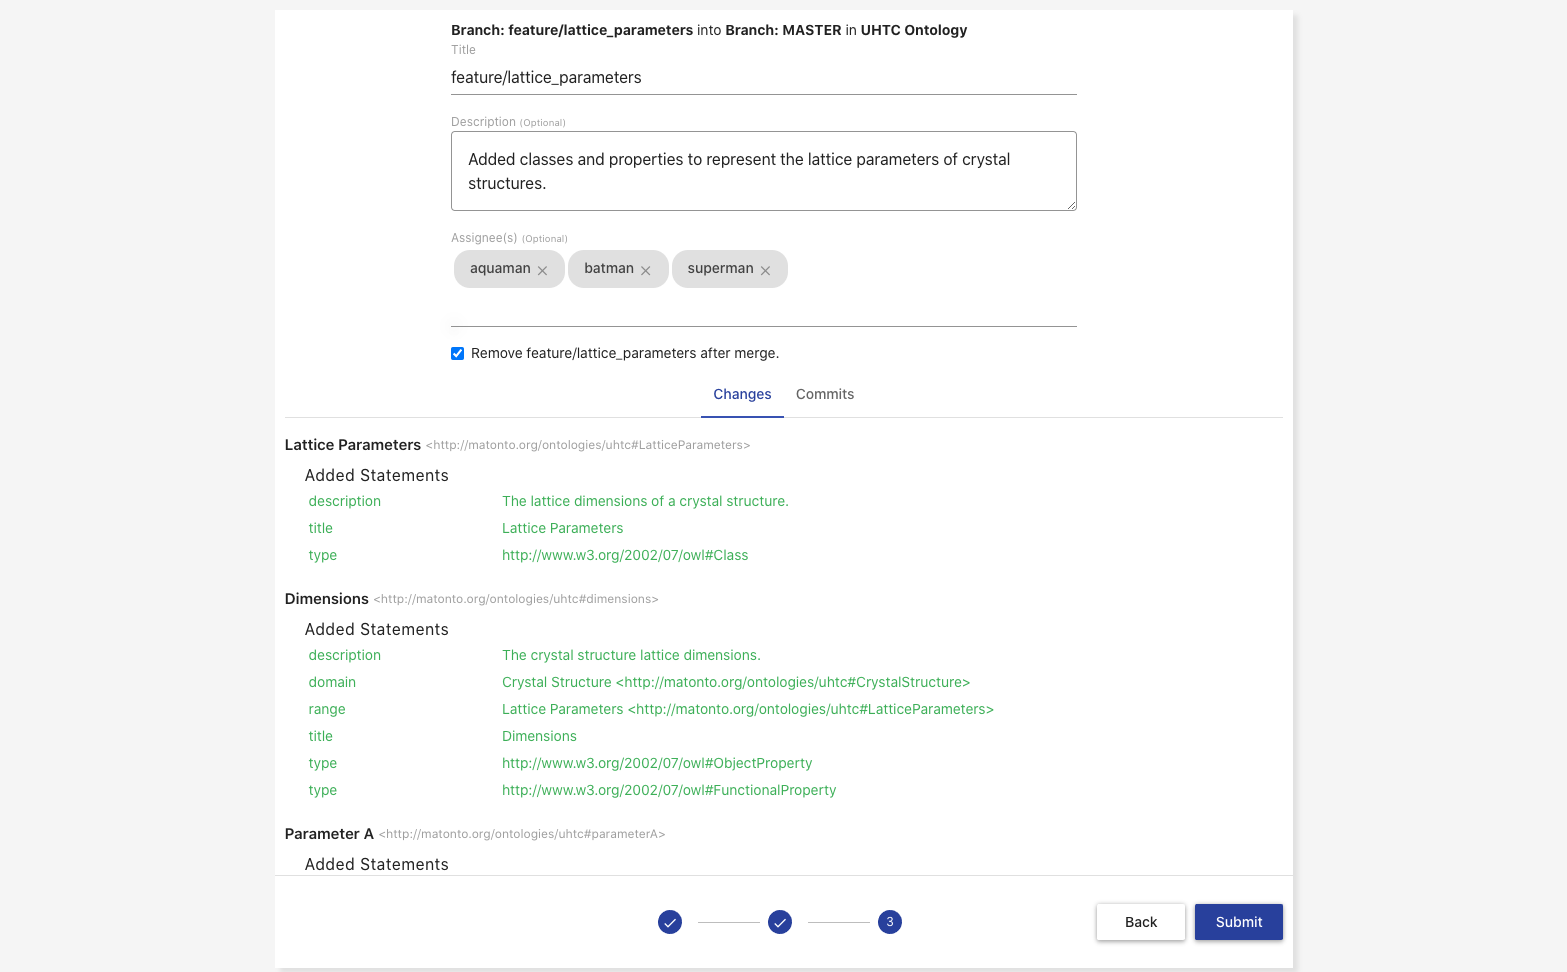 Branch: feature/lattice_parameters into Branch: MASTER in UHTC Ontology
Title
feature/lattice_parameters
Description (Optional)
Added classes and properties to represent the lattice parameters of crystal
structures.
Assignee(s) (Optional)
aquaman batman superman
Remove feature/lattice_parameters after merge.
Changes Commits
Lattice Parameters <http://matonto.org/ontologies/uhtc#LatticeParameters>
Added Statements
description The lattice dimensions of a crystal structure.
title Lattice Parameters
type http://www.w3.org/2002/07/owl#Class
Dimensions <http://matonto.org/ontologies/uhtc#dimensions>
Added Statements
description The crystal structure lattice dimensions.
domain Crystal Structure <http://matonto.org/ontologies/uhtc#CrystalStructure>
range Lattice Parameters <http://matonto.org/ontologies/uhtc#LatticeParameters>
title Dimensions
type http://www.w3.org/2002/07/owl#ObjectProperty
type http://www.w3.org/2002/07/owl#FunctionalProperty
Parameter A <http://matonto.org/ontologies/uhtc#parameterA>
Added Statements
3 Back Submit